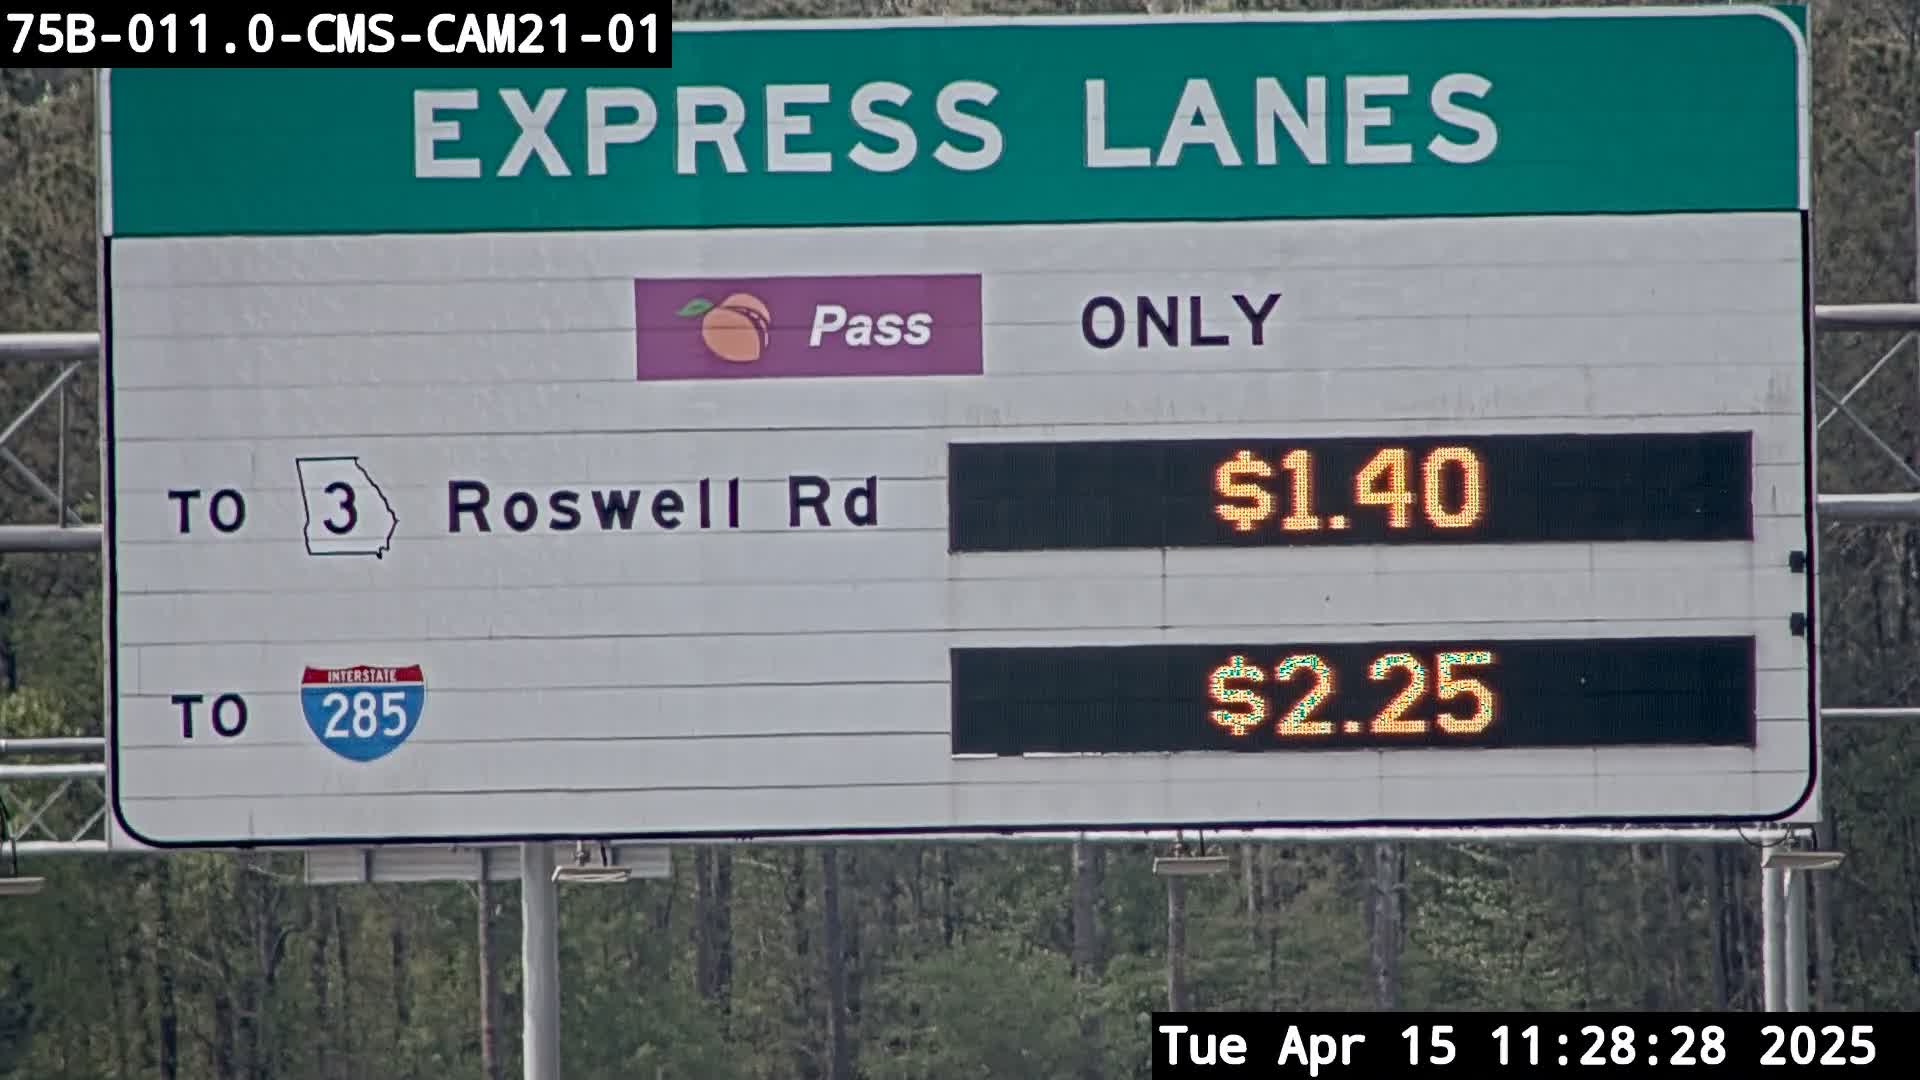 75B-011.0-CMS-CAM21-01
EXPRESS LANES
Pass ONLY
TO 3 Roswell Rd $1.40
TO INTERSTATE 285 $2.25
Tue Apr 15 11:28:28 2025